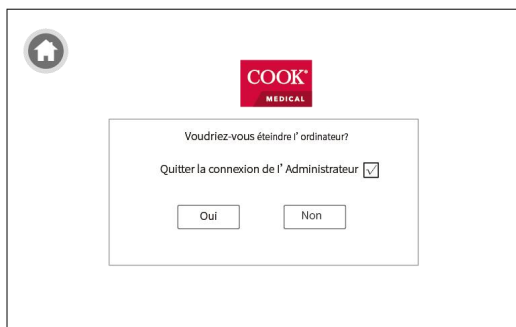 COOK®
MEDICAL
Voudriez-vous éteindre l’ordinateur?
Quitter la connexion de l’Administrateur
Oui
Non